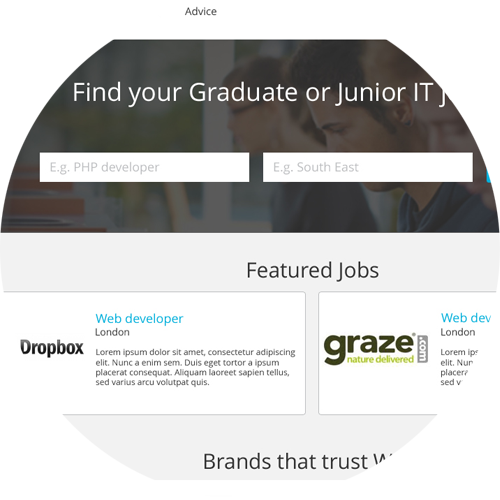 Advice
Find your Graduate or Junior IT
E.g. PHP developer
E.g. South East
Featured Jobs
Dropbox
Web developer
London
Lorem ipsum dolor sit amet, consectetur adipiscing
elit. Nunc a enim sem. Duis eget tortor a ipsum
placerat consequat. Aliquam laoreet sapien tellus,
sed varius arcu volutpat quis.
graze.com
nature delivered
Web dev
London
Lorem ip
elit. Nun
placer
sed v
Brands that trust